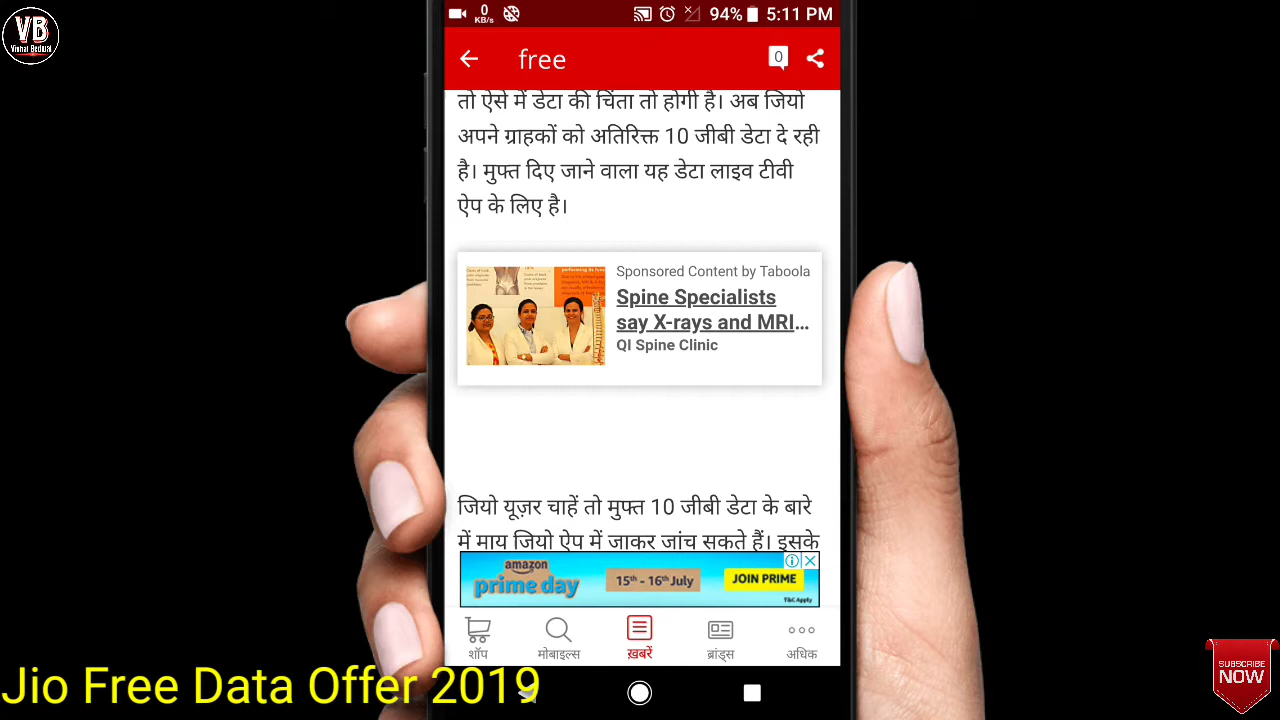 VB
Vishal Bediwal
0
KB/s
94%
5:11 PM
free
0
तो ऐसे में डेटा की चिंता तो होगी है। अब जियो
अपने ग्राहकों को अतिरिक्त 10 जीबी डेटा दे रही
है। मुफ्त दिए जाने वाला यह डेटा लाइव टीवी
ऐप के लिए है।
Sponsored Content by Taboola
Spine Specialists
say X-rays and MRI...
QI Spine Clinic
जियो यूज़र चाहें तो मुफ्त 10 जीबी डेटा के बारे
में माय जियो ऐप में जाकर जांच सकते हैं। इसके
amazon
prime day
15th - 16th July
JOIN PRIME
T&C Apply
शॉप
मोबाइल्स
ख़बरें
ब्रांड्स
अधिक
Jio Free Data Offer 2019
SUBSCRIBE
NOW